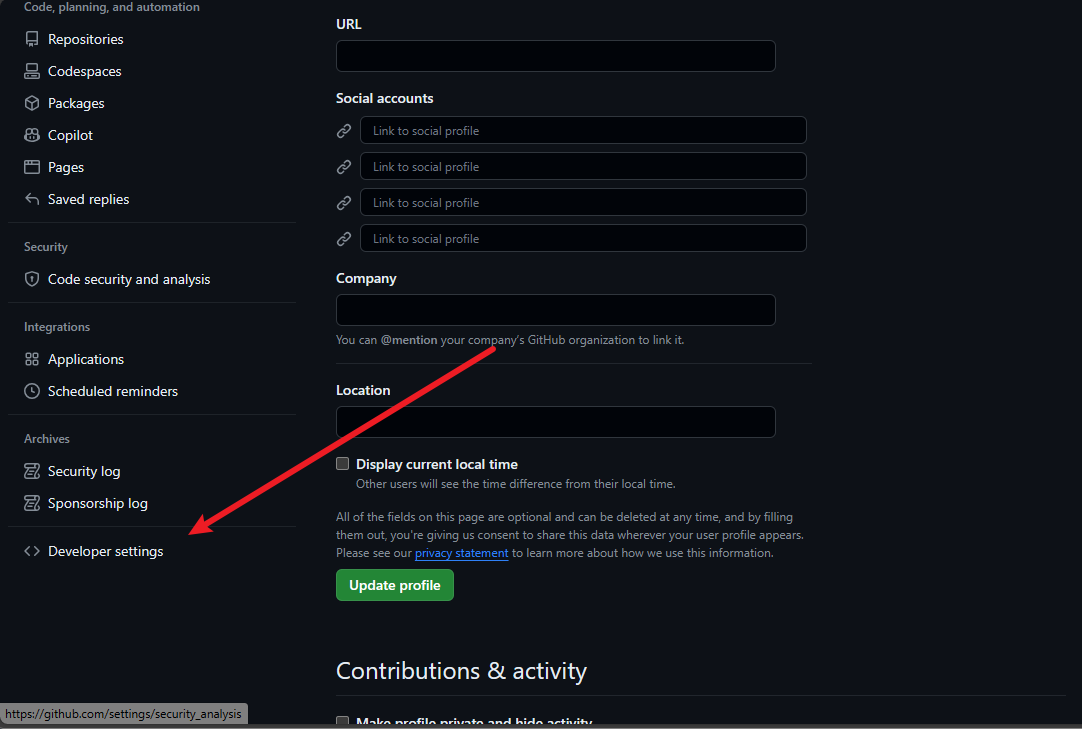 Code, planning, and automation
Repositories
Codespaces
Packages
Copilot
Pages
Saved replies
Security
Code security and analysis
Integrations
Applications
Scheduled reminders
Archives
Security log
Sponsorship log
Developer settings
URL
Social accounts
Link to social profile
Link to social profile
Link to social profile
Link to social profile
Company
You can @mention your company's GitHub organization to link it.
Location
Display current local time
Other users will see the time difference from their local time.
All of the fields on this page are optional and can be deleted at any time, and by filling
them out, you're giving us consent to share this data wherever your user profile appears.
Please see our privacy statement to learn more about how we use this information.
Update profile
Contributions & activity
Make profile private and hide activity
https://github.com/settings/security_analysis